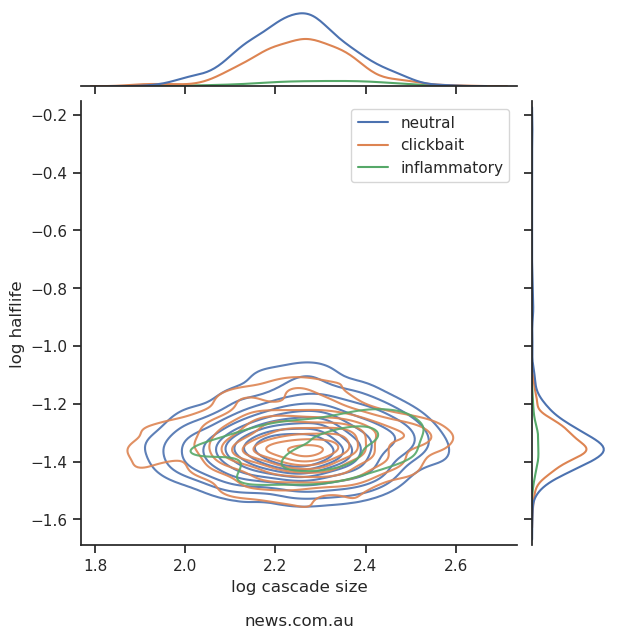 neutral
clickbait
inflammatory
−0.2
−0.4
−0.6
−0.8
−1.0
−1.2
−1.4
−1.6
log halflife
1.8 2.0 2.2 2.4 2.6
log cascade size
news.com.au